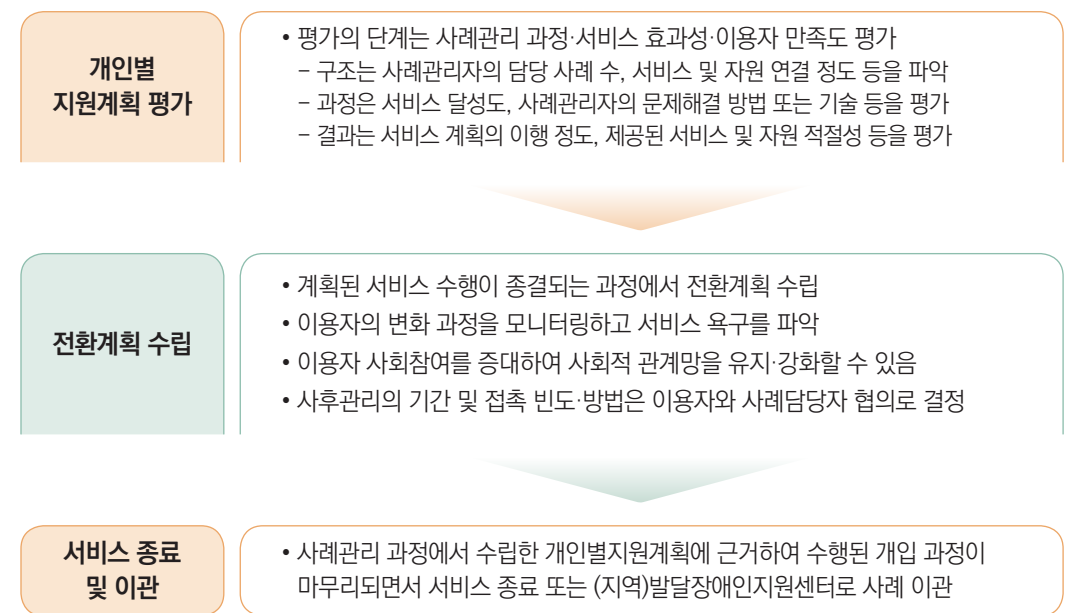 개인별
지원계획 평가
• 평가의 단계는 사례관리 과정·서비스 효과성·이용자 만족도 평가
– 구조는 사례관리자의 담당 사례 수, 서비스 및 자원 연결 정도 등을 파악
– 과정은 서비스 달성도, 사례관리자의 문제해결 방법 또는 기술 등을 평가
– 결과는 서비스 계획의 이행 정도, 제공된 서비스 및 자원 적절성 등을 평가
전환계획 수립
• 계획된 서비스 수행이 종결되는 과정에서 전환계획 수립
• 이용자의 변화 과정을 모니터링하고 서비스 욕구를 파악
• 이용자 사회참여를 증대하여 사회적 관계망을 유지·강화할 수 있음
• 사후관리의 기간 및 접촉 빈도·방법은 이용자와 사례담당자 협의로 결정
서비스 종료
및 이관
• 사례관리 과정에서 수립한 개인별지원계획에 근거하여 수행된 개입 과정이
마무리되면서 서비스 종료 또는 (지역)발달장애인지원센터로 사례 이관